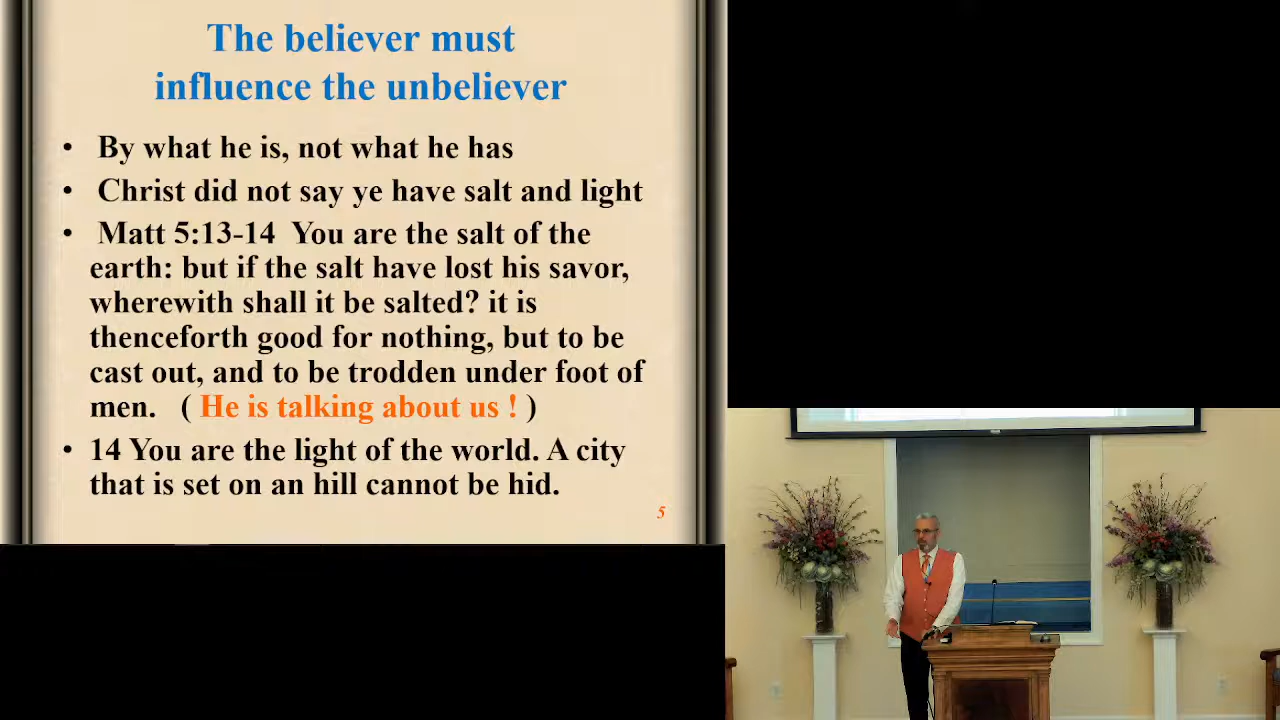 The believer must
influence the unbeliever
• By what he is, not what he has
• Christ did not say ye have salt and light
• Matt 5:13-14 You are the salt of the
earth: but if the salt have lost his savor,
wherewith shall it be salted? it is
thenceforth good for nothing, but to be
cast out, and to be trodden under foot of
men. ( He is talking about us ! )
• 14 You are the light of the world. A city
that is set on an hill cannot be hid.
5